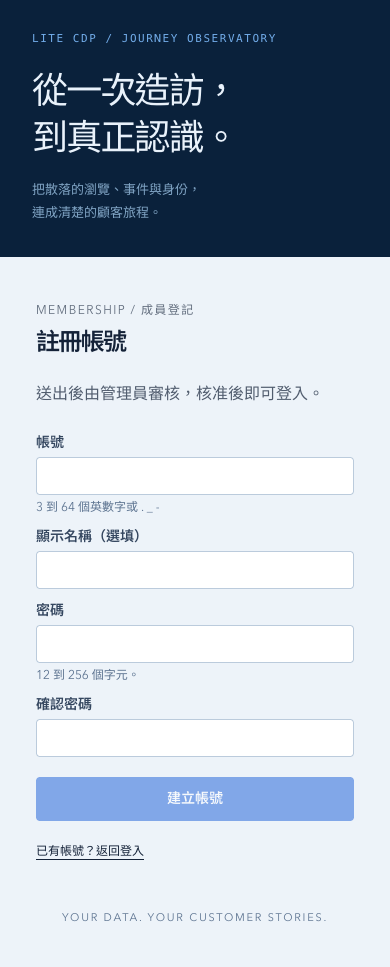 LITE CDP / JOURNEY OBSERVATORY
從一次造訪，
到真正認識。
把散落的瀏覽、事件與身份，
連成清楚的顧客旅程。
MEMBERSHIP / 成員登記
註冊帳號
送出後由管理員審核，核准後即可登入。
帳號
3 到 64 個英數字或 . _ -
顯示名稱（選填）
密碼
12 到 256 個字元。
確認密碼
建立帳號
已有帳號？返回登入
YOUR DATA. YOUR CUSTOMER STORIES.